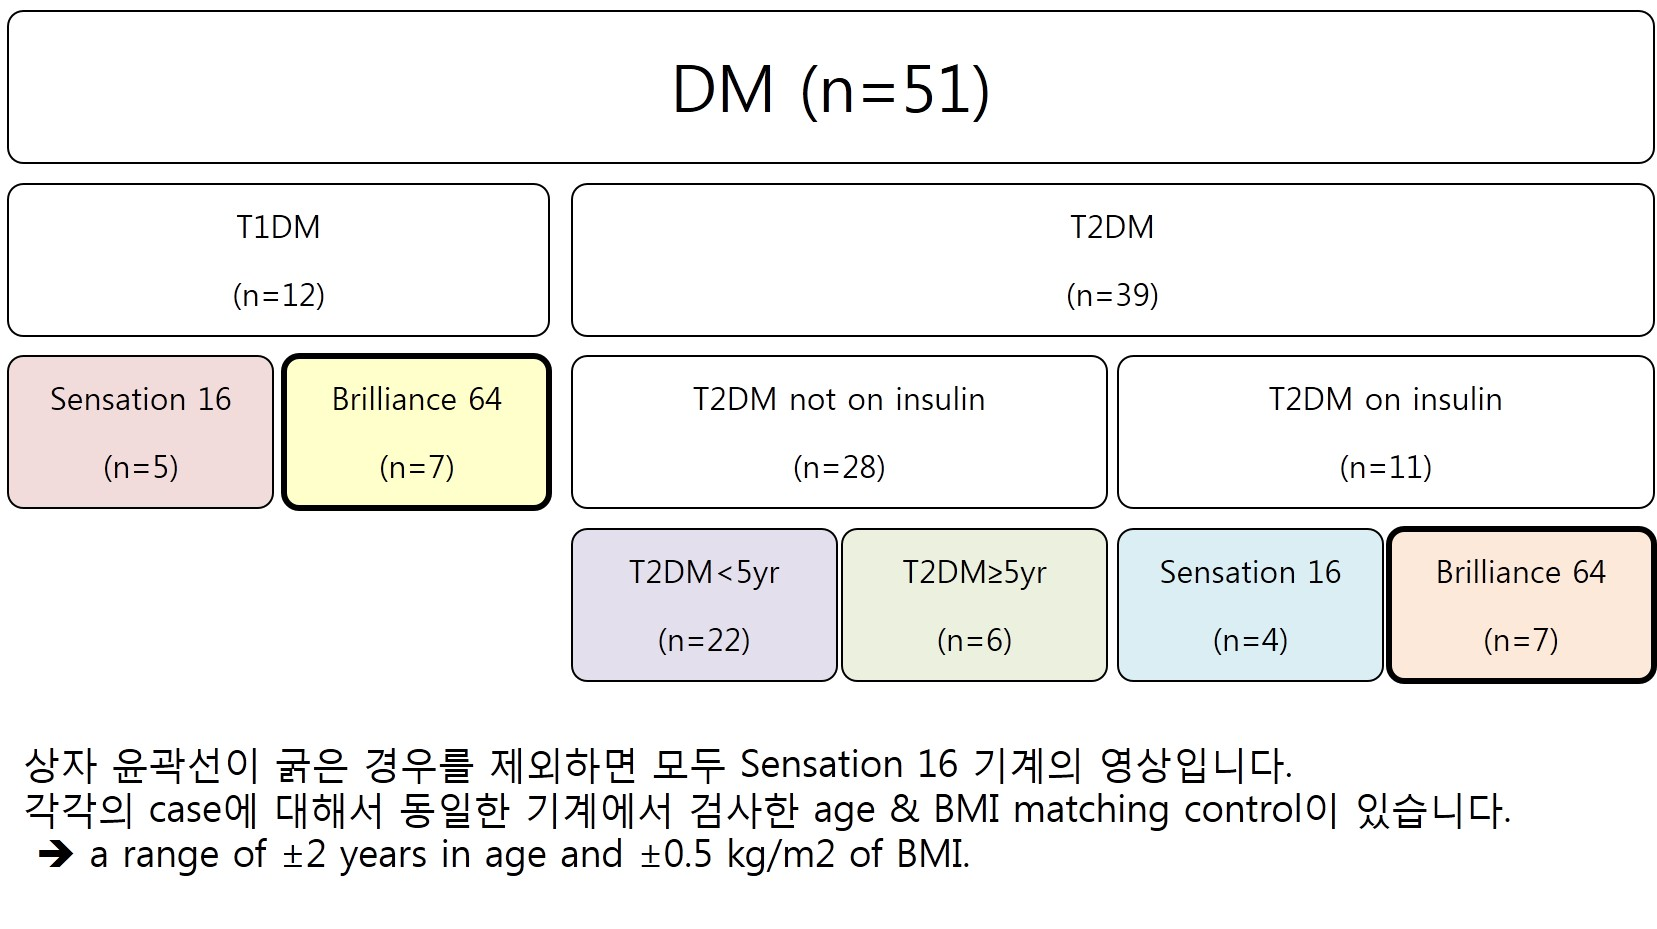 DM (n=51)
T1DM
(n=12)
T2DM
(n=39)
Sensation 16
(n=5)
Brilliance 64
(n=7)
T2DM not on insulin
(n=28)
T2DM on insulin
(n=11)
T2DM<5yr
(n=22)
T2DM≥5yr
(n=6)
Sensation 16
(n=4)
Brilliance 64
(n=7)
상자 윤곽선이 굵은 경우를 제외하면 모두 Sensation 16 기계의 영상입니다.
각각의 case에 대해서 동일한 기계에서 검사한 age & BMI matching control이 있습니다.
➔ a range of ±2 years in age and ±0.5 kg/m2 of BMI.